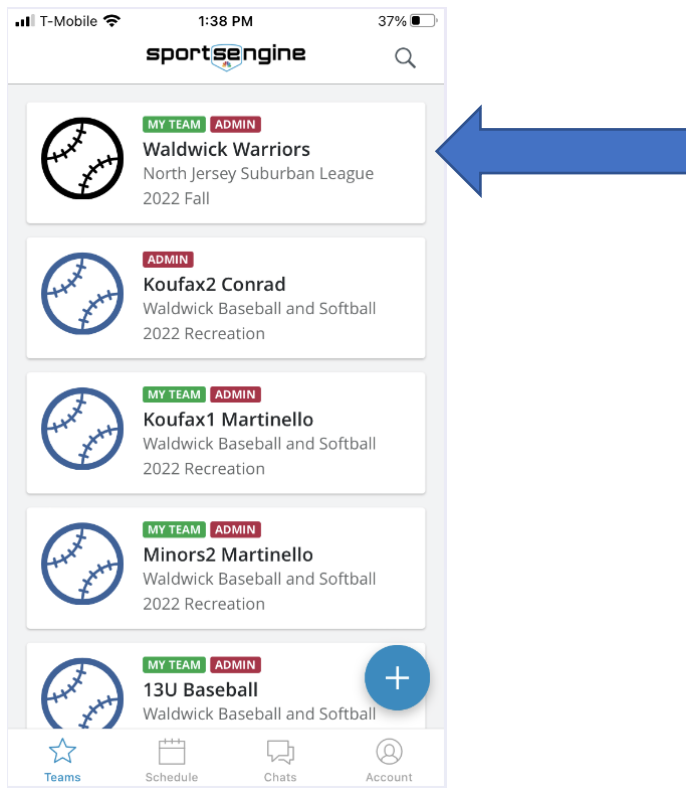 T-Mobile 1:38 PM 37%
sportsengine
MY TEAM ADMIN
Waldwick Warriors
North Jersey Suburban League
2022 Fall
ADMIN
Koufax2 Conrad
Waldwick Baseball and Softball
2022 Recreation
MY TEAM ADMIN
Koufax1 Martinello
Waldwick Baseball and Softball
2022 Recreation
MY TEAM ADMIN
Minors2 Martinello
Waldwick Baseball and Softball
2022 Recreation
MY TEAM ADMIN
13U Baseball
Waldwick Baseball and Softball
Teams Schedule Chats Account